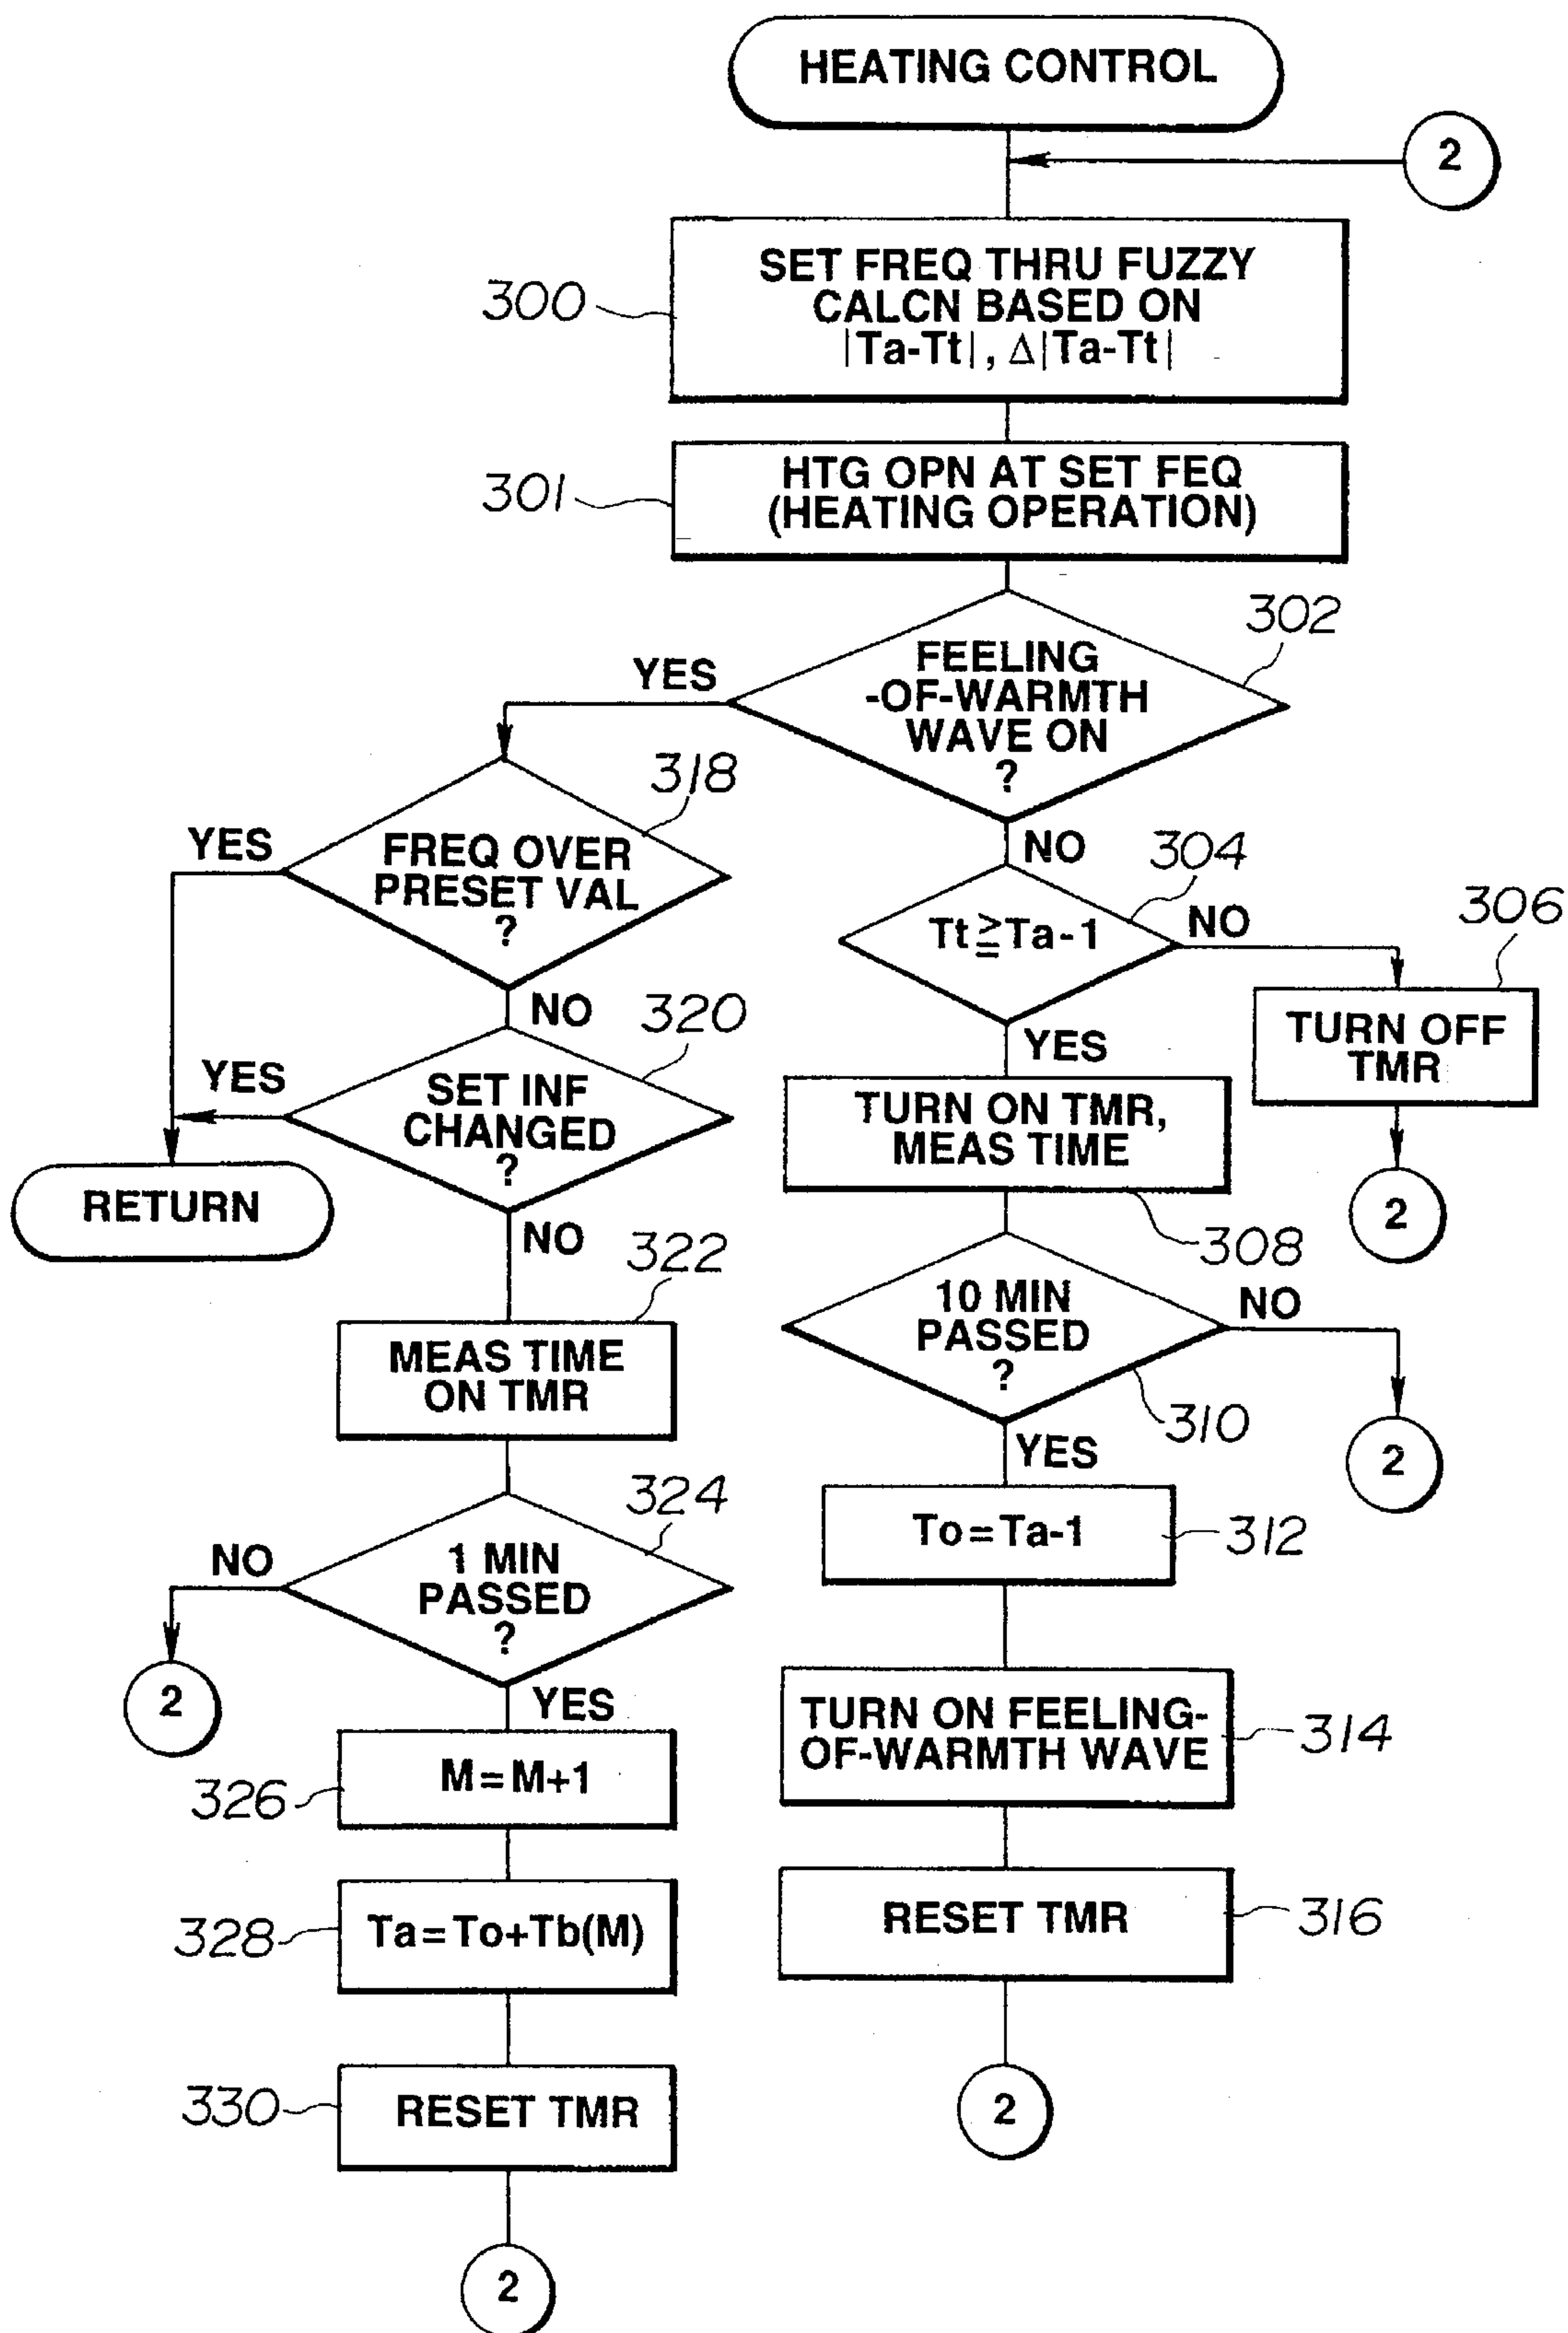 HEATING CONTROL
2
SET FREQ THRU FUZZY
CALCN BASED ON
|Ta-Tt|, Δ|Ta-Tt|
300
HTG OPN AT SET FEQ
(HEATING OPERATION)
301
FEELING
-OF-WARMTH
WAVE ON
?
302
YES
NO
318
FREQ OVER
PRESET VAL
?
YES
NO
304
Tt≧Ta-1
NO
YES
306
TURN OFF
TMR
2
320
SET INF
CHANGED
?
YES
NO
RETURN
TURN ON TMR,
MEAS TIME
308
322
MEAS TIME
ON TMR
10 MIN
PASSED
?
NO
310
YES
2
324
1 MIN
PASSED
?
NO
YES
2
To=Ta-1
312
TURN ON FEELING-
OF-WARMTH WAVE
314
M=M+1
326
Ta=To+Tb(M)
328
RESET TMR
316
2
RESET TMR
330
2